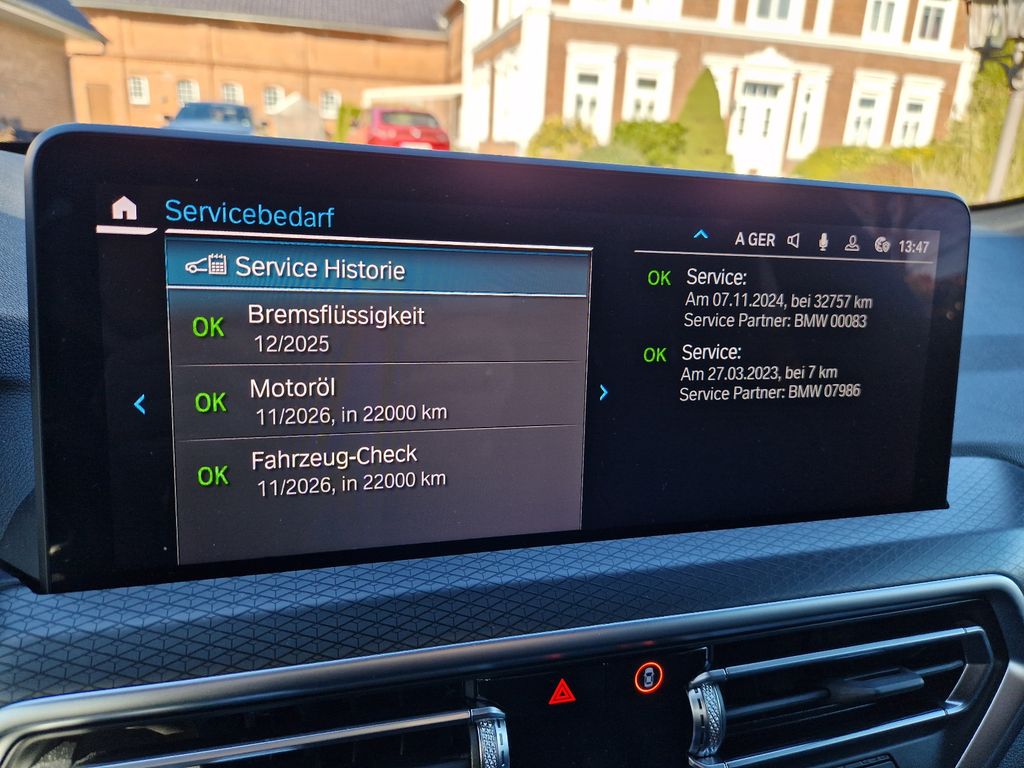 Servicebedarf
A GER 13:47
Service Historie
OK Bremsflüssigkeit
12/2025
OK Motoröl
11/2026, in 22000 km
OK Fahrzeug-Check
11/2026, in 22000 km
OK Service:
Am 07.11.2024, bei 32757 km
Service Partner: BMW 00083
OK Service:
Am 27.03.2023, bei 7 km
Service Partner: BMW 07986